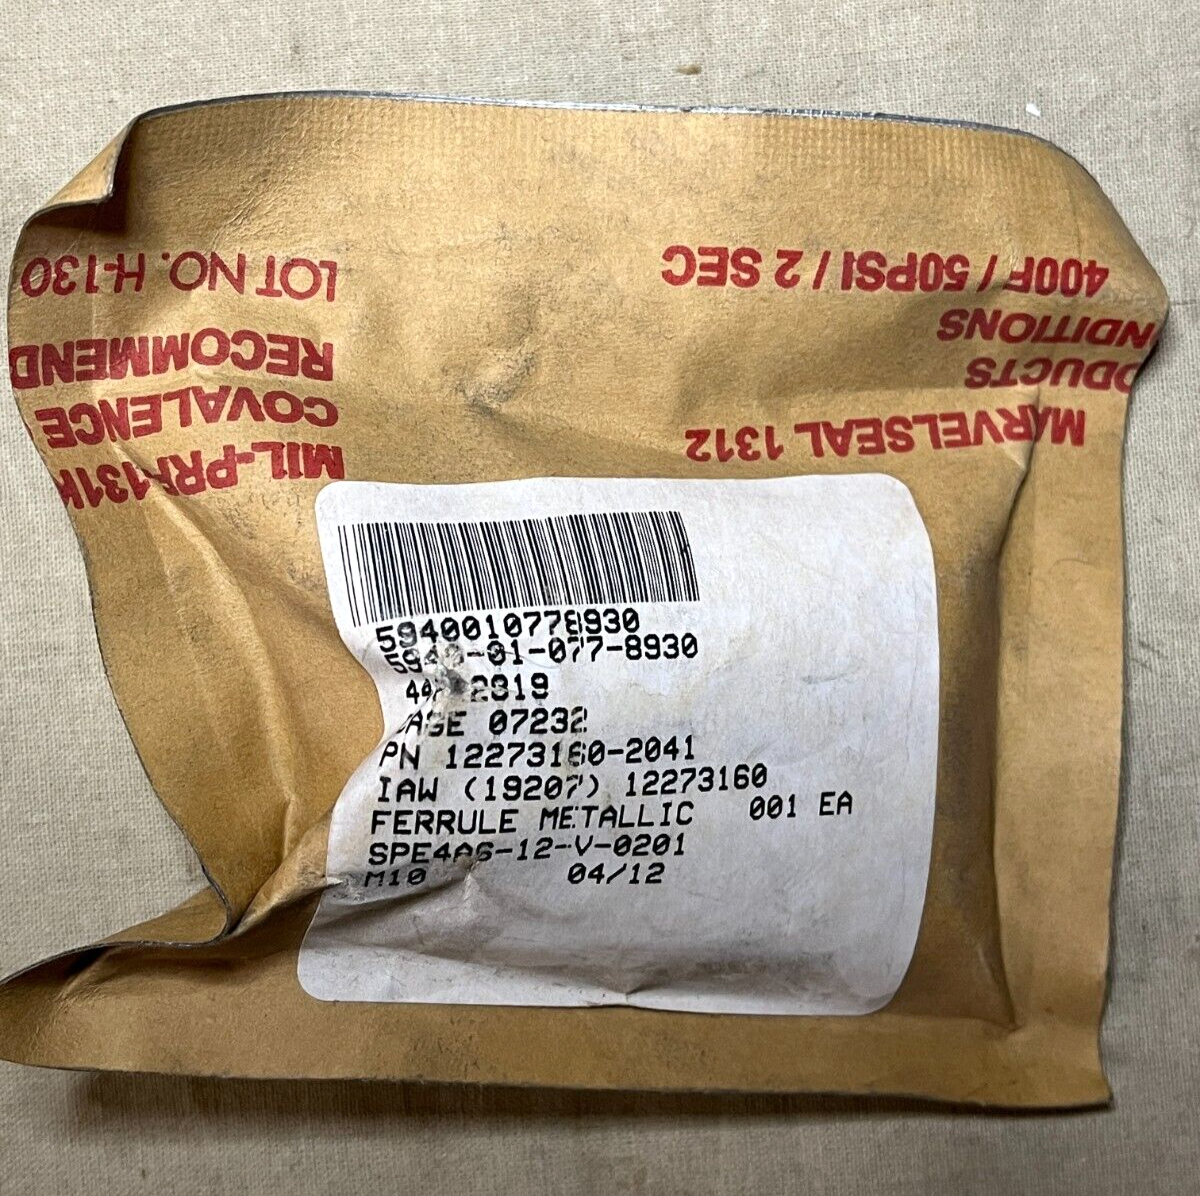 MIL-PRF-131K
COVALENCE
RECOMMEND
LOT NO. H-130
MARVELSEAL 1312
ODUCTS
NDITIONS
400F / 50PSI / 2 SEC
5940010778930
5940-01-077-8930
2819
CAGE 07232
PN 12273160-2041
IAW (19207) 12273160
FERRULE METALLIC 001 EA
SPE4A6-12-V-0201
M10 04/12